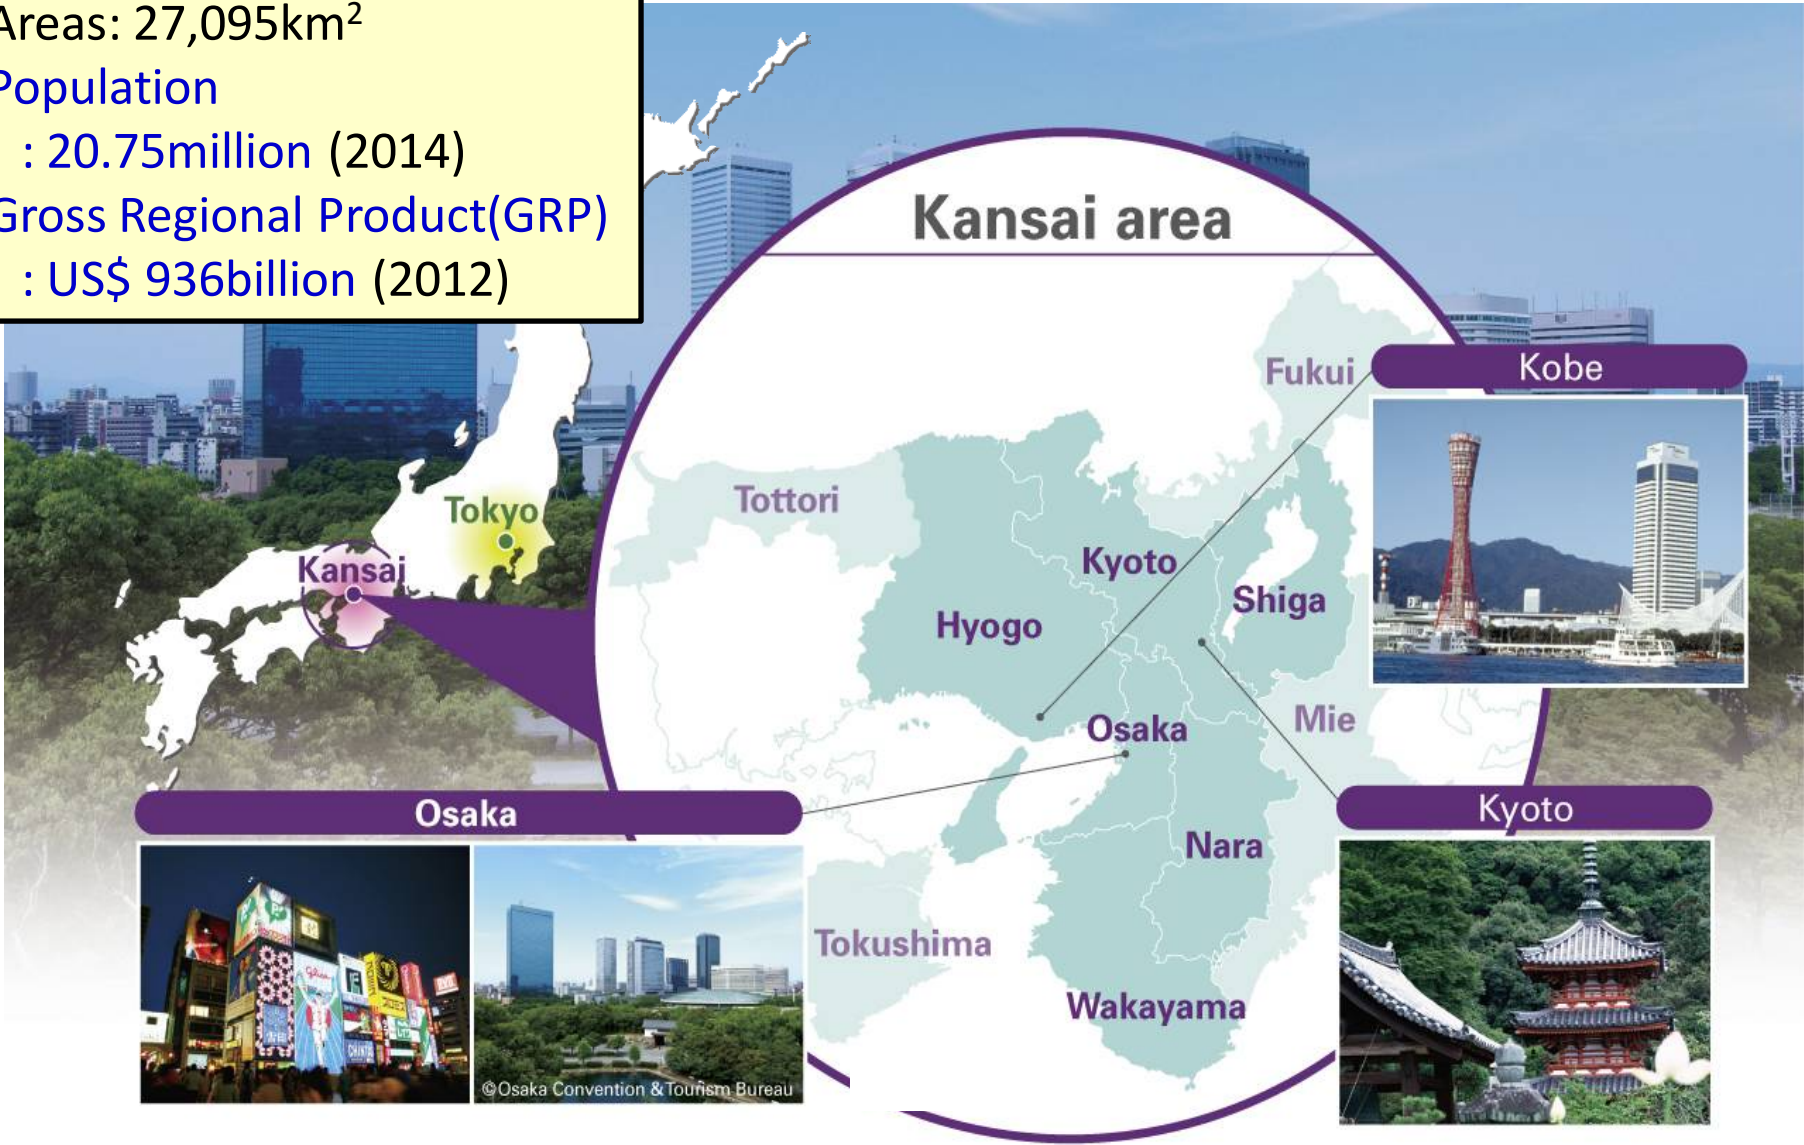 Areas: 27,095km²
Population
: 20.75million (2014)
Gross Regional Product(GRP)
: US$ 936billion (2012)
Kansai area
Fukui
Kobe
Tottori
Tokyo
Kansai
Kyoto
Shiga
Hyogo
Mie
Osaka
Osaka
Kyoto
Nara
Tokushima
Wakayama
Glico
©Osaka Convention & Tourism Bureau